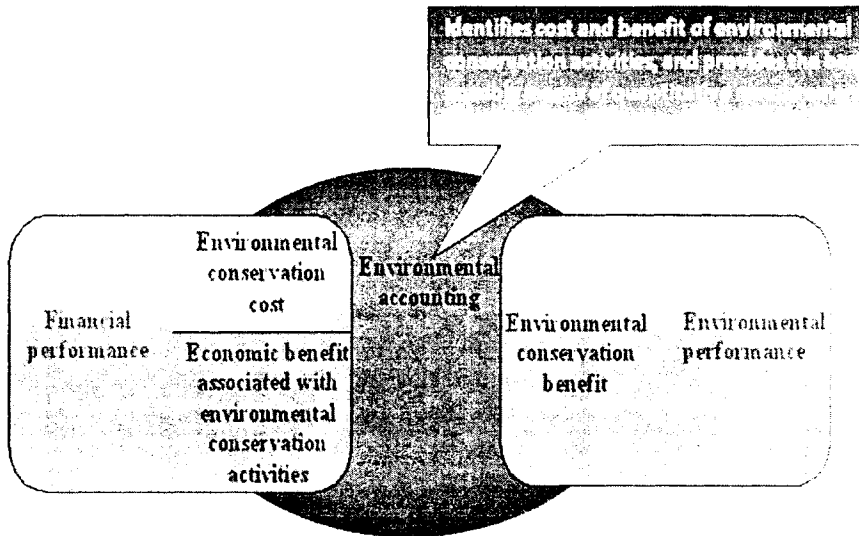 Identifies cost and benefit of environmental
conservation activities, and provides the
Environmental
conservation
cost
Environmental
accounting
Financial
performance
Economic benefit
associated with
environmental
conservation
activities
Environmental
conservation
benefit
Environmental
performance